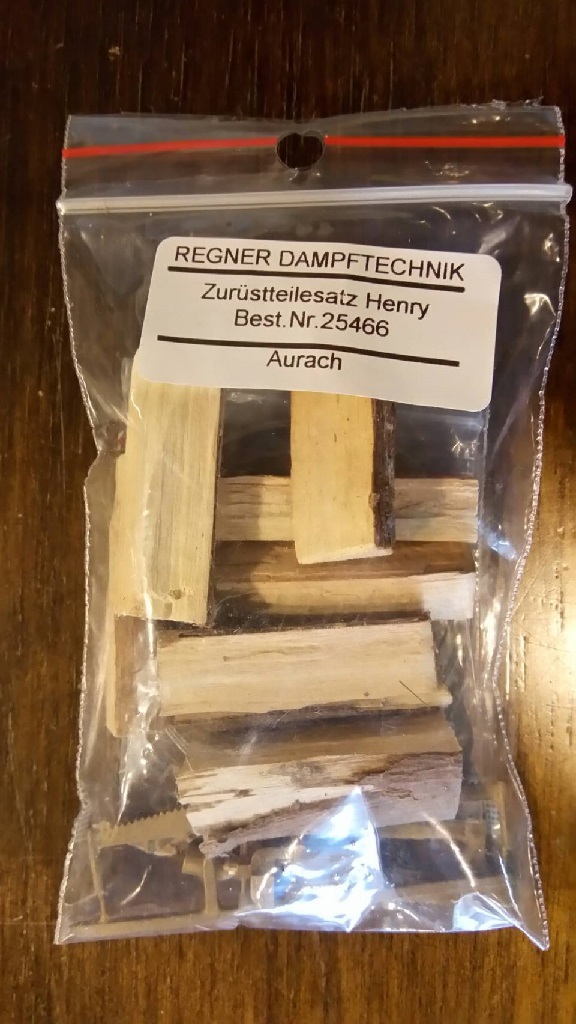 REGNER DAMPFTECHNIK
Zurüstteilesatz Henry
Best.Nr.25466
Aurach